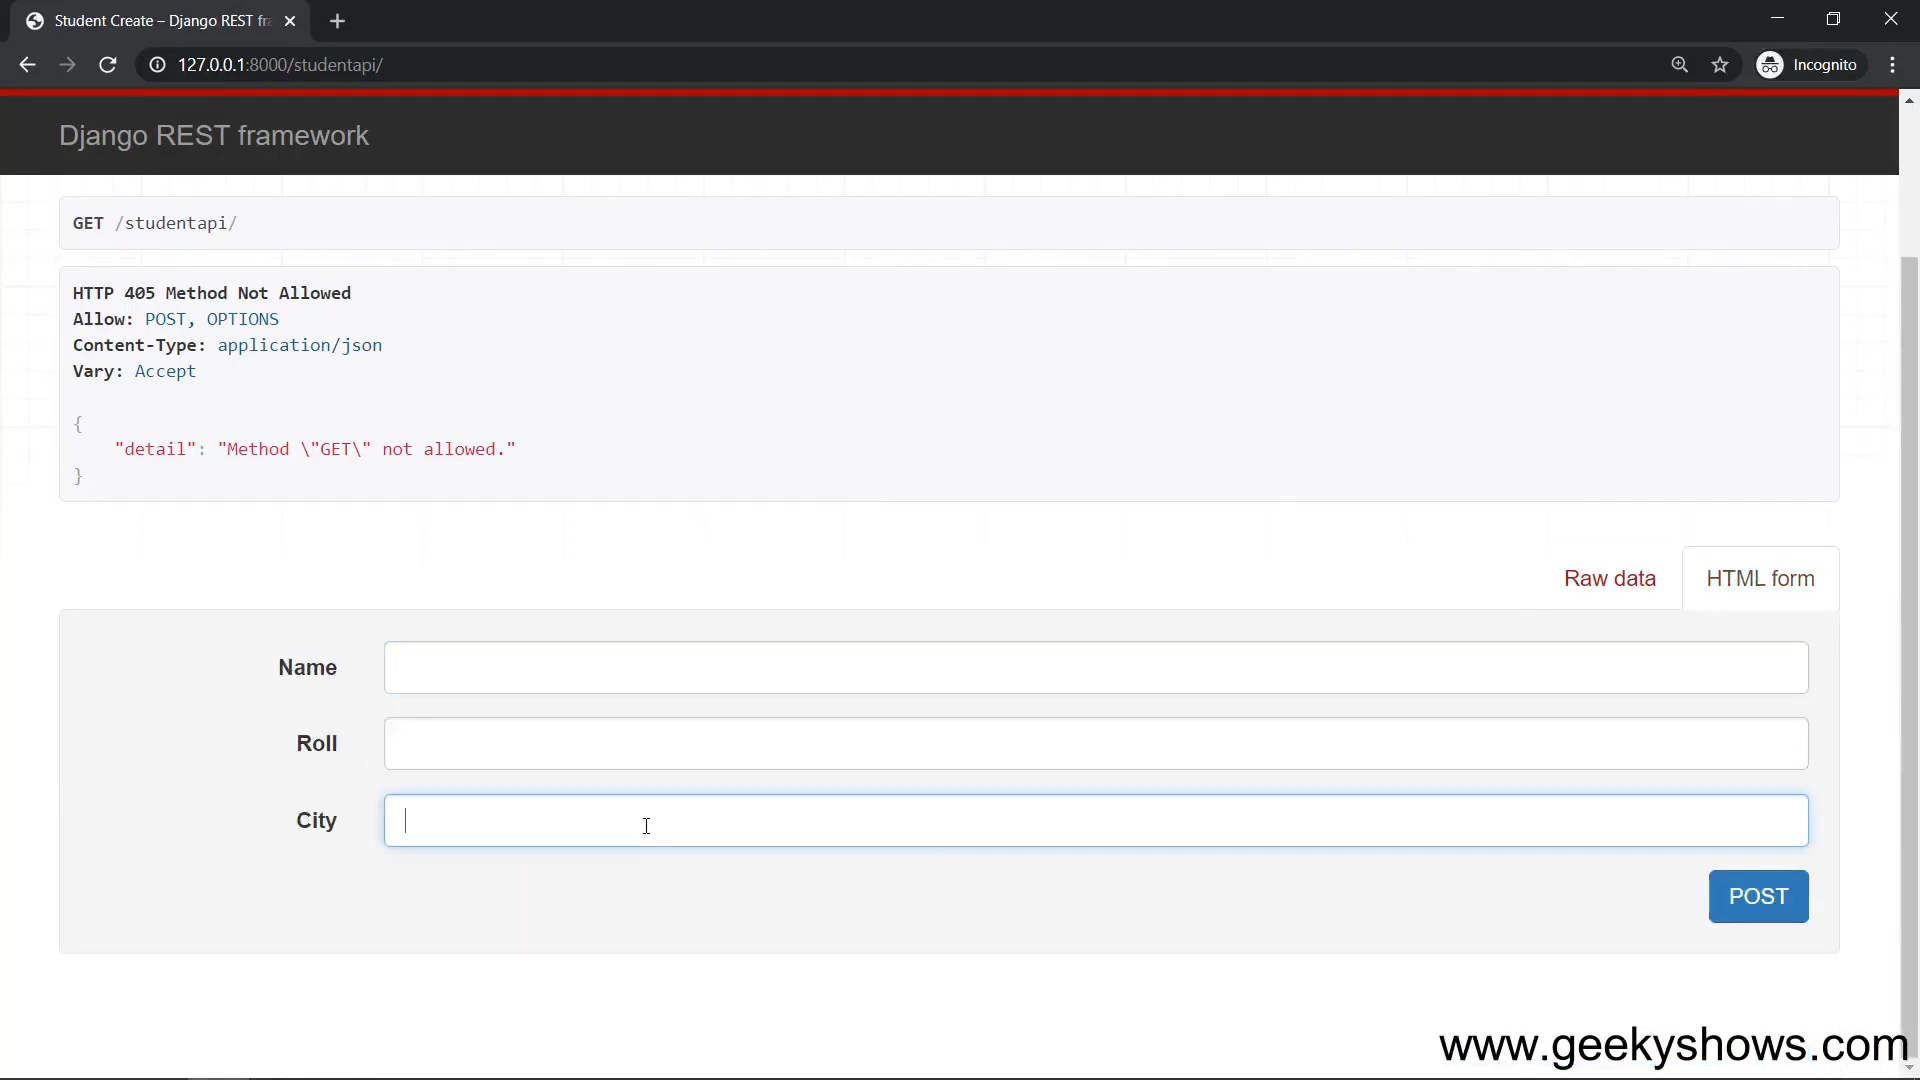 Student Create – Django REST fra
127.0.0.1:8000/studentapi/
Incognito
Django REST framework
GET /studentapi/
HTTP 405 Method Not Allowed
Allow: POST, OPTIONS
Content-Type: application/json
Vary: Accept
{
"detail": "Method \"GET\" not allowed."
}
Raw data
HTML form
Name
Roll
City
POST
www.geekyshows.com